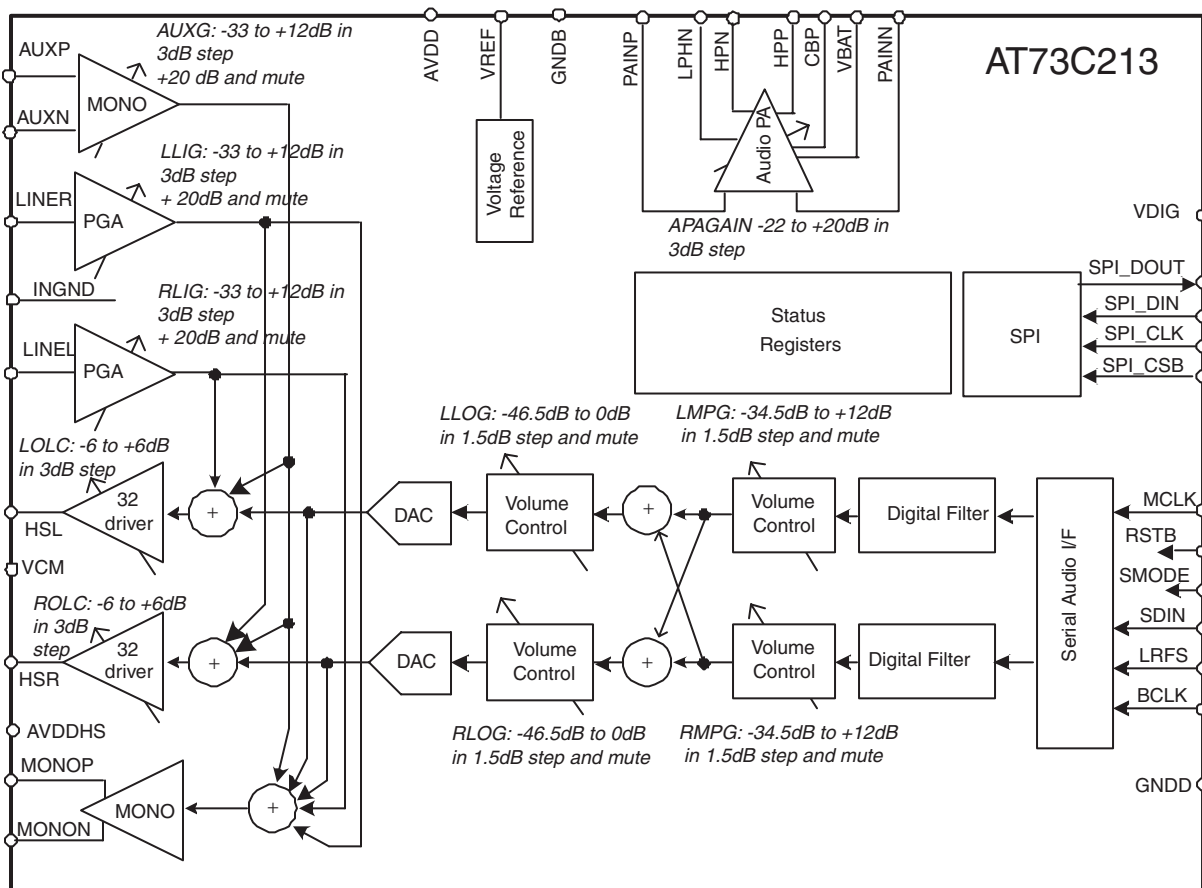 AT73C213
AUXP
AUXN
MONO
AUXG: -33 to +12dB in
3dB step
+20 dB and mute
AVDD
VREF
GNDB
PAINP
LPHN
HPN
HPP
CBP
VBAT
PAINN
Audio PA
APAGAIN -22 to +20dB in
3dB step
Voltage
Reference
LINER
PGA
LLIG: -33 to +12dB in
3dB step
+ 20dB and mute
INGND
LINEL
PGA
RLIG: -33 to +12dB in
3dB step
+ 20dB and mute
VDIG
Status
Registers
SPI
SPI_DOUT
SPI_DIN
SPI_CLK
SPI_CSB
LOLC: -6 to +6dB
in 3dB step
32
driver
HSL
VCM
+
DAC
LLOG: -46.5dB to 0dB
in 1.5dB step and mute
Volume
Control
+
LMPG: -34.5dB to +12dB
in 1.5dB step and mute
Volume
Control
Digital Filter
Serial Audio I/F
MCLK
RSTB
SMODE
SDIN
LRFS
BCLK
ROLC: -6 to +6dB
in 3dB
step
32
driver
HSR
+
DAC
Volume
Control
RLOG: -46.5dB to 0dB
in 1.5dB step and mute
+
Volume
Control
RMPG: -34.5dB to +12dB
in 1.5dB step and mute
Digital Filter
AVDDHS
MONOP
MONON
MONO
+
GNDD